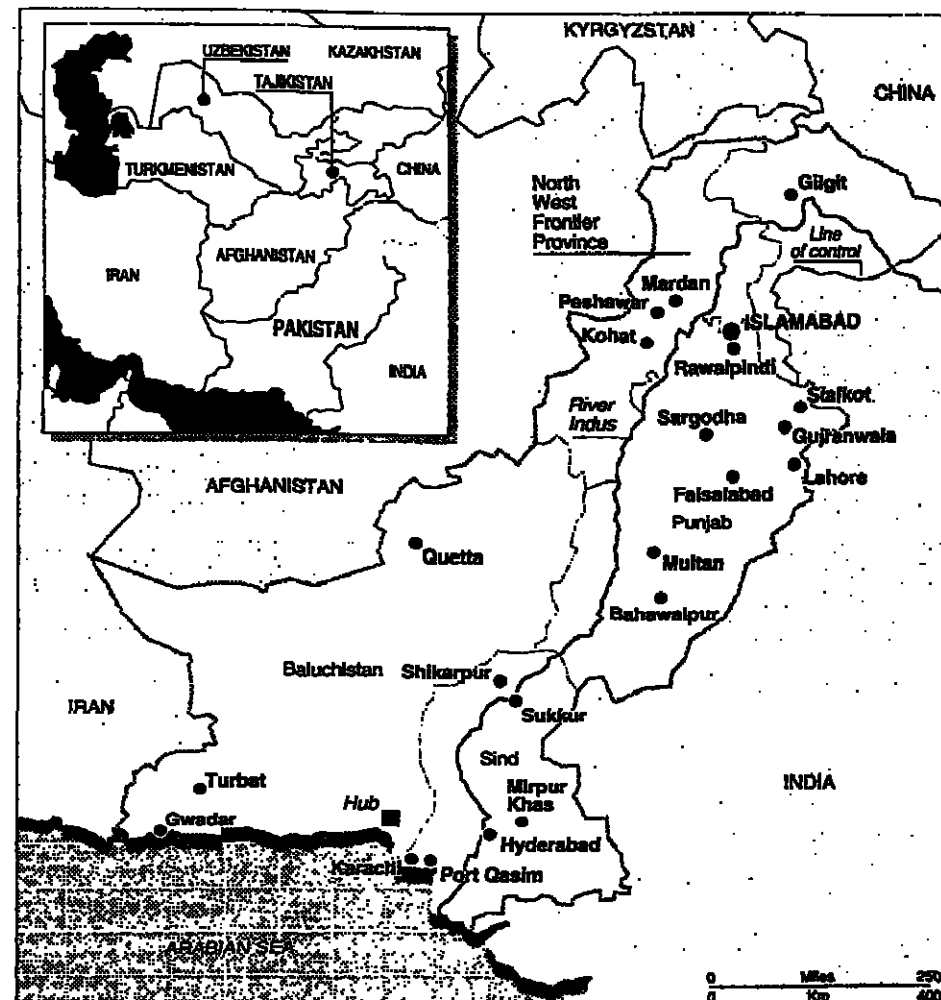 UZBEKISTAN
KAZAKHSTAN
TAJIKISTAN
TURKMENISTAN
CHINA
AFGHANISTAN
IRAN
PAKISTAN
INDIA
KYRGYZSTAN
CHINA
North
West
Frontier
Province
Gilgit
Line
of control
Mardan
Peshawar
Kohat
ISLAMABAD
Rawalpindi
River
Indus
Sialkot
Sargodha
Gujranwala
Lahore
Faisalabad
Punjab
AFGHANISTAN
Quetta
Multan
Bahawalpur
Baluchistan
Shikarpur
Sukkur
IRAN
Sind
Mirpur
Khas
INDIA
Turbat
Hub
Gwadar
Hyderabad
Karachi
Port Qasim
ARABIAN SEA
0 Miles 250
0 Km 400